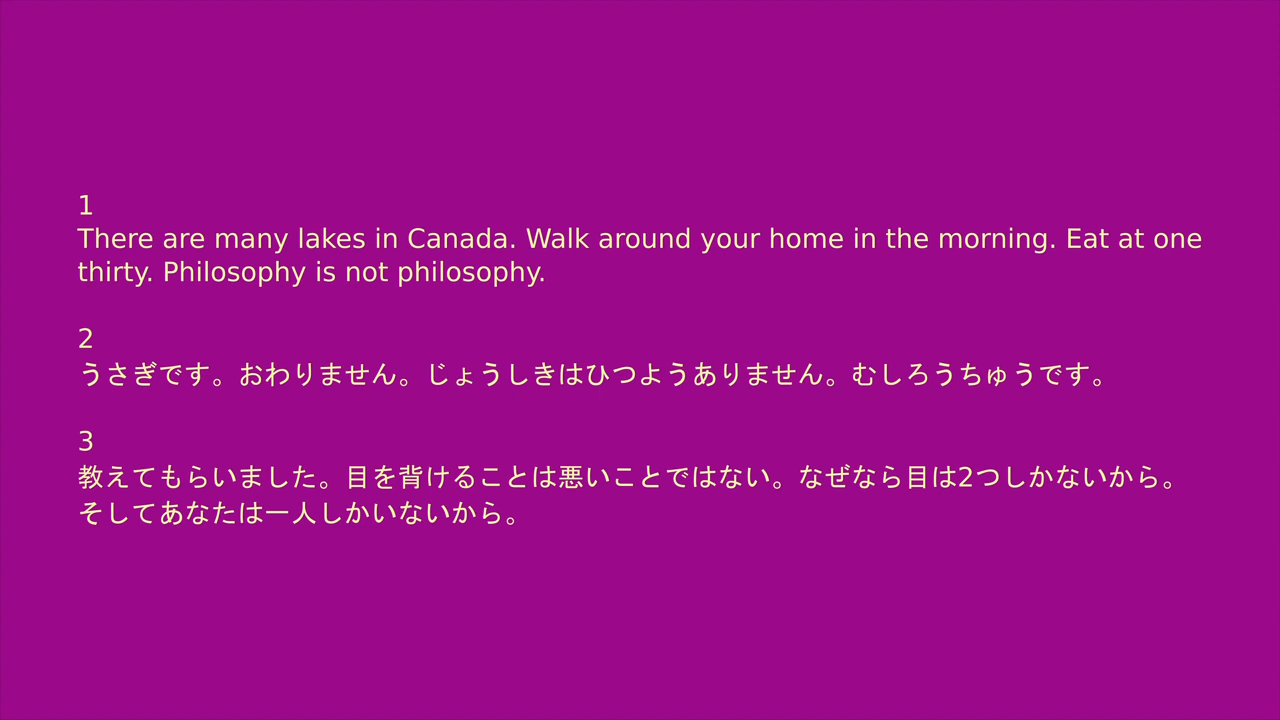 1
There are many lakes in Canada. Walk around your home in the morning. Eat at one
thirty. Philosophy is not philosophy.
2
うさぎです。おわりません。じょうしきはひつようありません。むしろうちゅうです。
3
教えてもらいました。目を背けることは悪いことではない。なぜなら目は2つしかないから。
そしてあなたは一人しかいないから。